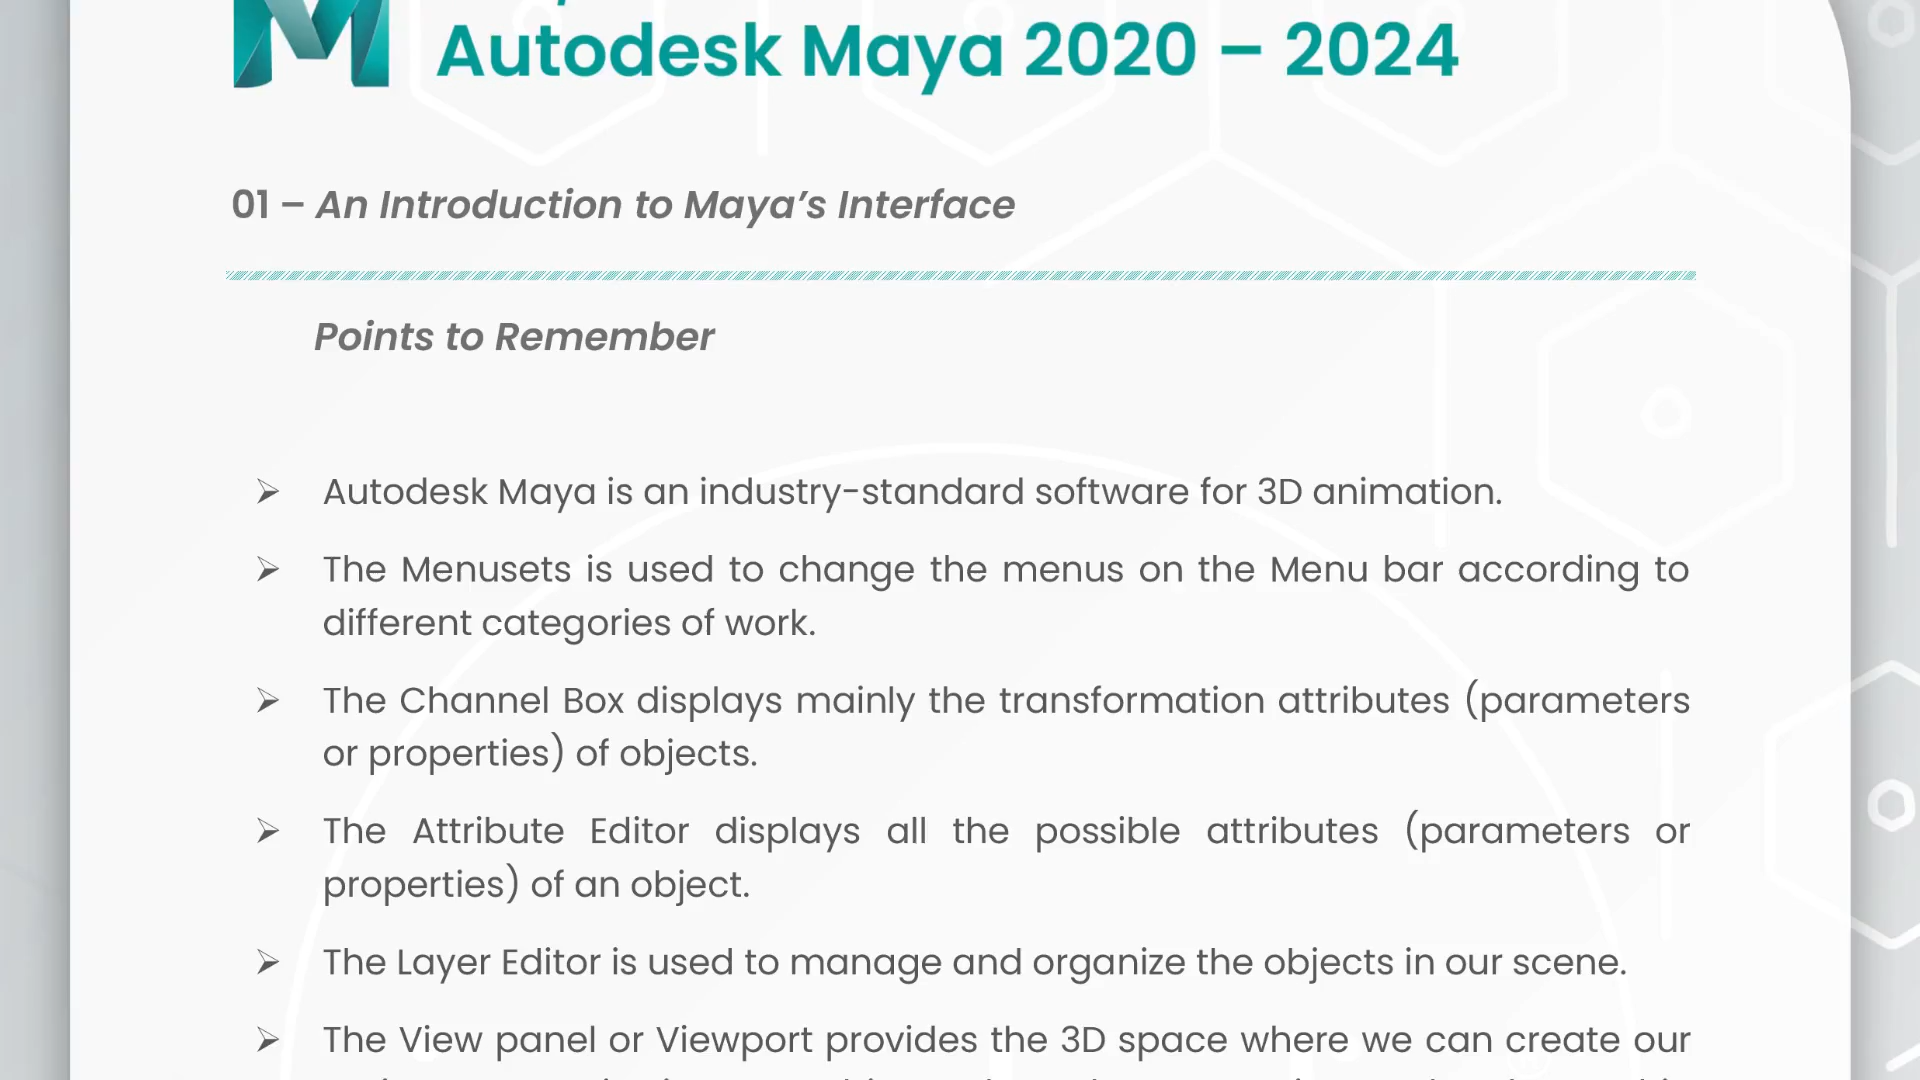 Autodesk Maya 2020 – 2024
01 – An Introduction to Maya’s Interface
Points to Remember
➢ Autodesk Maya is an industry-standard software for 3D animation.
➢ The Menusets is used to change the menus on the Menu bar according to
different categories of work.
➢ The Channel Box displays mainly the transformation attributes (parameters
or properties) of objects.
➢ The Attribute Editor displays all the possible attributes (parameters or
properties) of an object.
➢ The Layer Editor is used to manage and organize the objects in our scene.
➢ The View panel or Viewport provides the 3D space where we can create our